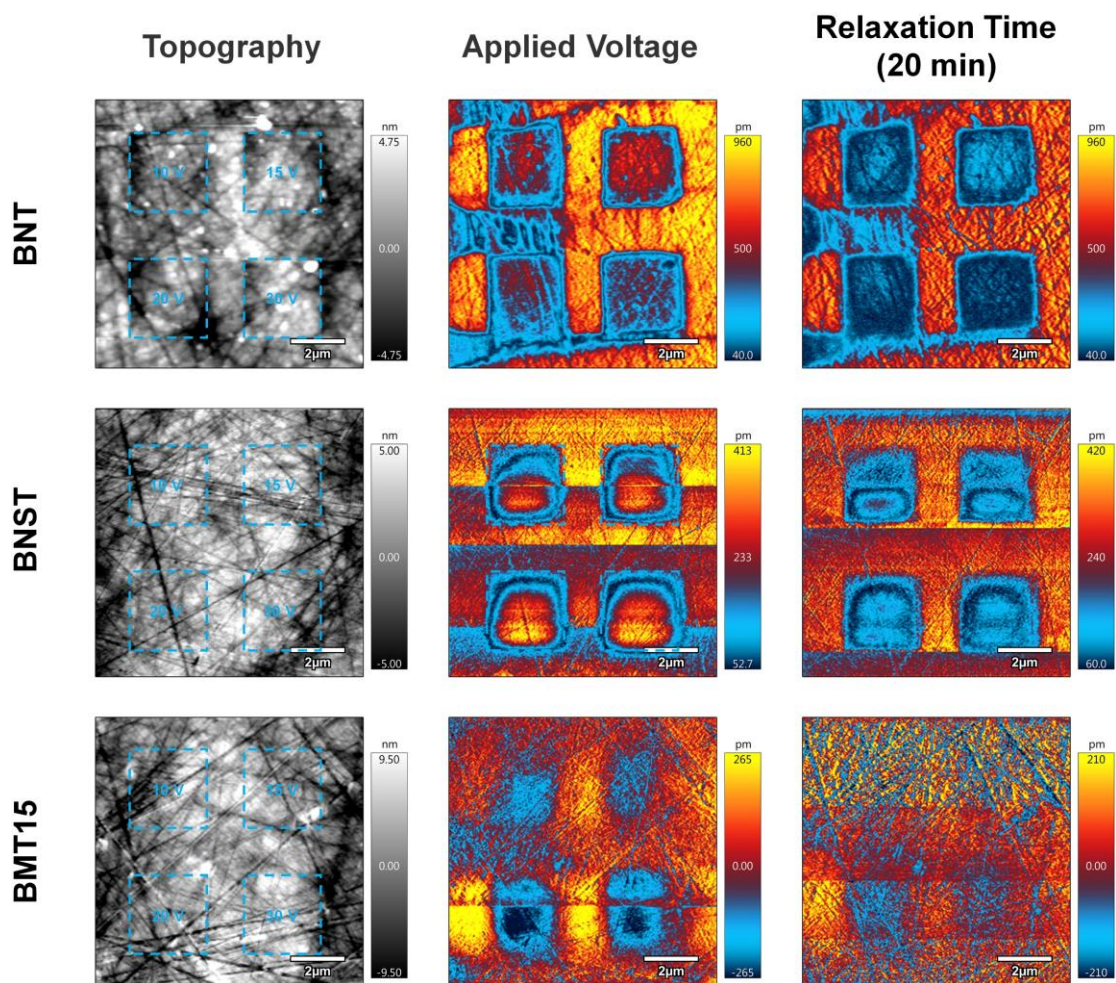 Topography
Applied Voltage
Relaxation Time
(20 min)
BNT
10 V
15 V
20 V
30 V
2μm
nm
4.75
0.00
-4.75
2μm
pm
960
500
40.0
2μm
pm
960
500
40.0
BNST
10 V
15 V
20 V
2μm
nm
5.00
0.00
-5.00
2μm
pm
413
233
52.7
2μm
pm
420
240
60.0
BMT15
10 V
30 V
2μm
nm
9.50
0.00
-9.50
2μm
pm
265
0.00
-265
2μm
pm
210
0.00
-210